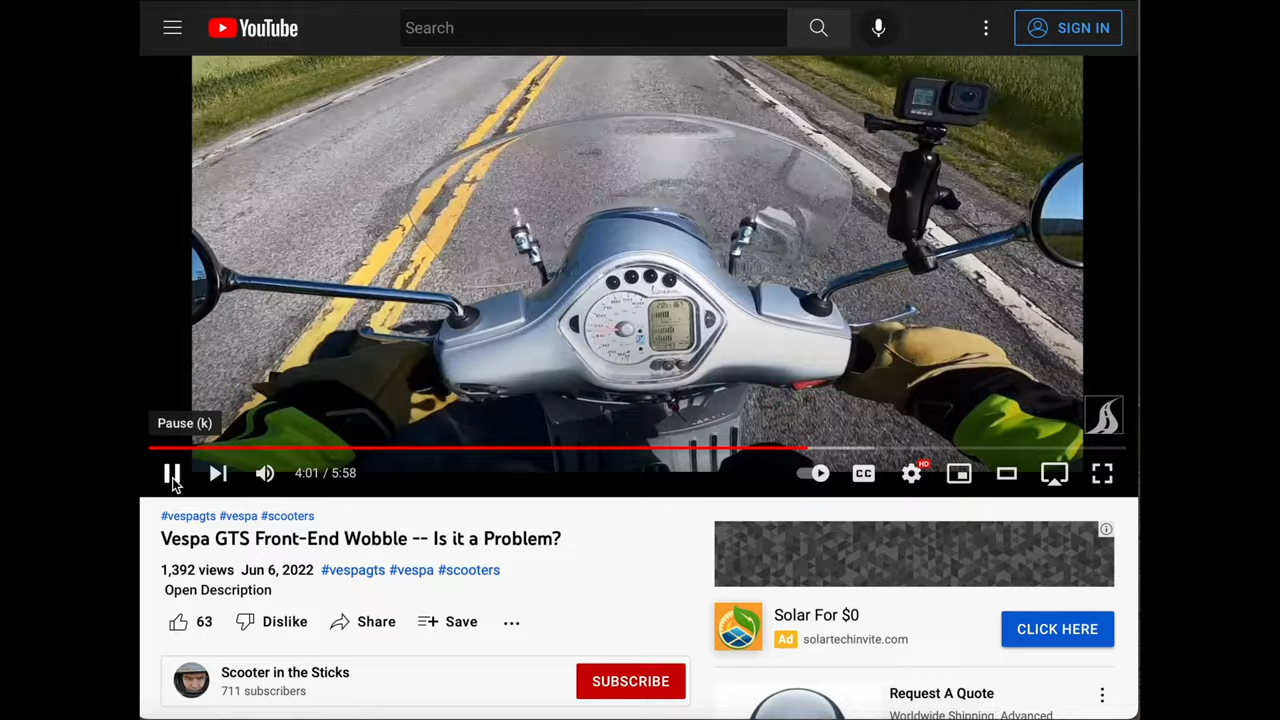 YouTube
Search
SIGN IN
Pause (k)
4:01 / 5:58
CC
HD
#vespagts #vespa #scooters
Vespa GTS Front-End Wobble -- Is it a Problem?
1,392 views Jun 6, 2022 #vespagts #vespa #scooters
Open Description
63
Dislike
Share
Save
Scooter in the Sticks
711 subscribers
SUBSCRIBE
Solar For $0
Ad solartechinvite.com
CLICK HERE
Request A Quote
Worldwide Shipping, Advanced